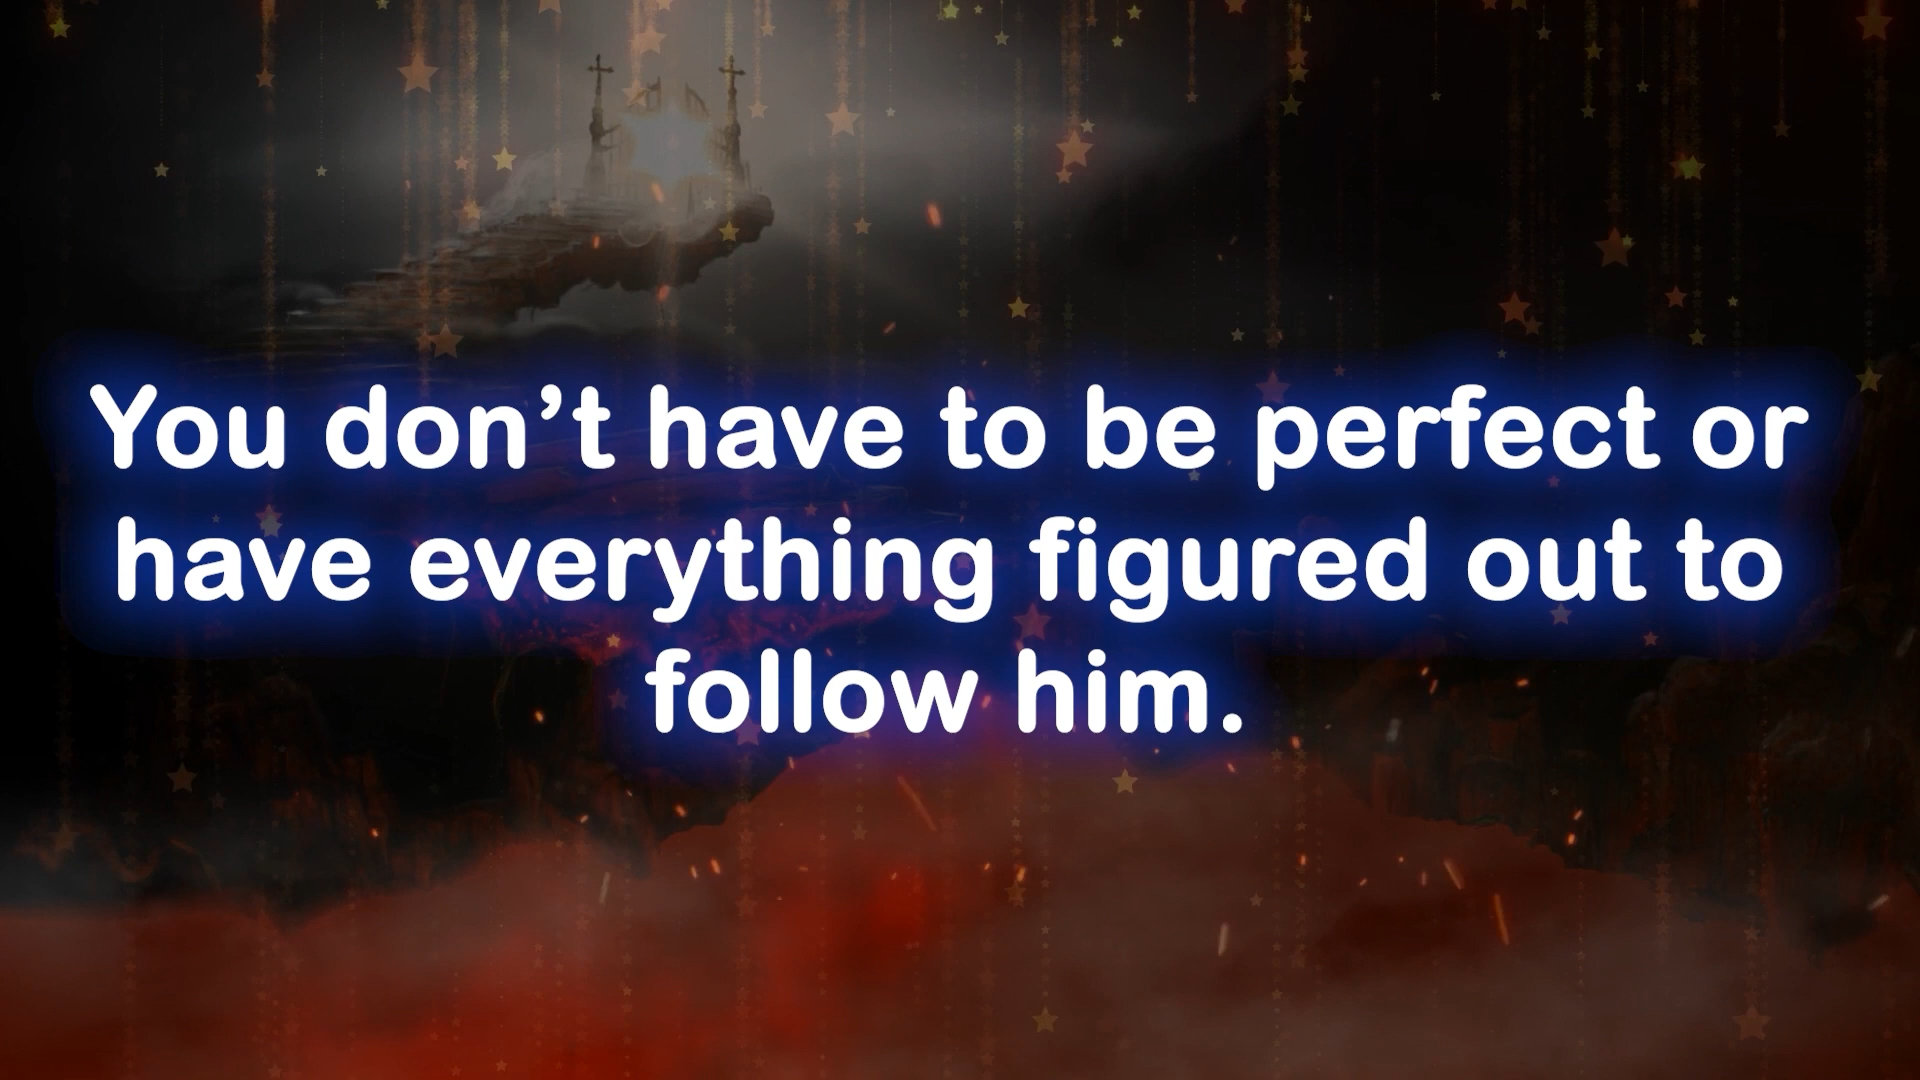 You don’t have to be perfect or
have everything figured out to
follow him.